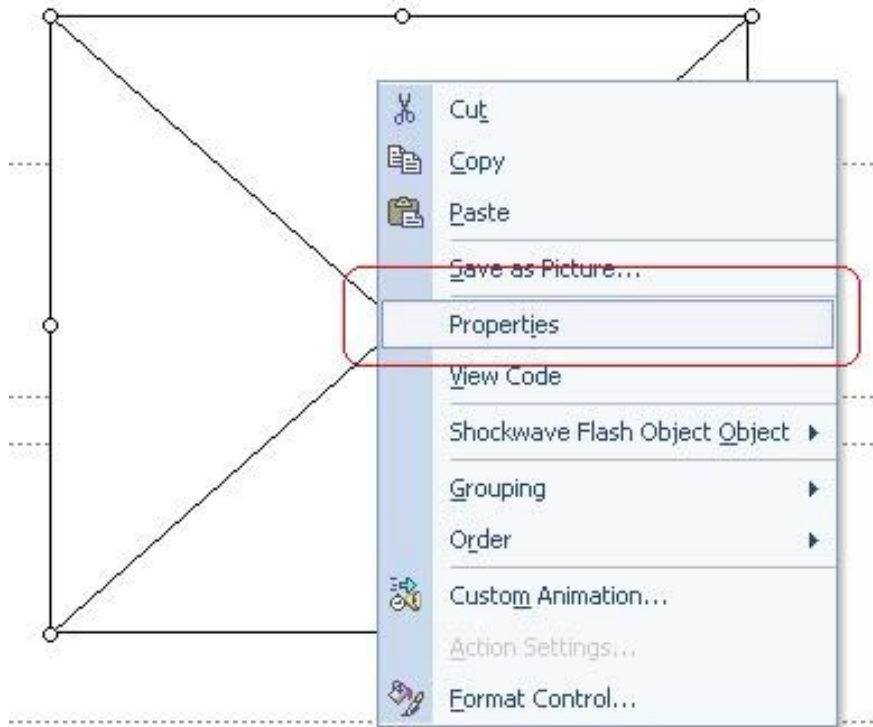 Cut
Copy
Paste
Save as Picture...
Properties
View Code
Shockwave Flash Object Object
Grouping
Order
Custom Animation...
Action Settings...
Format Control...